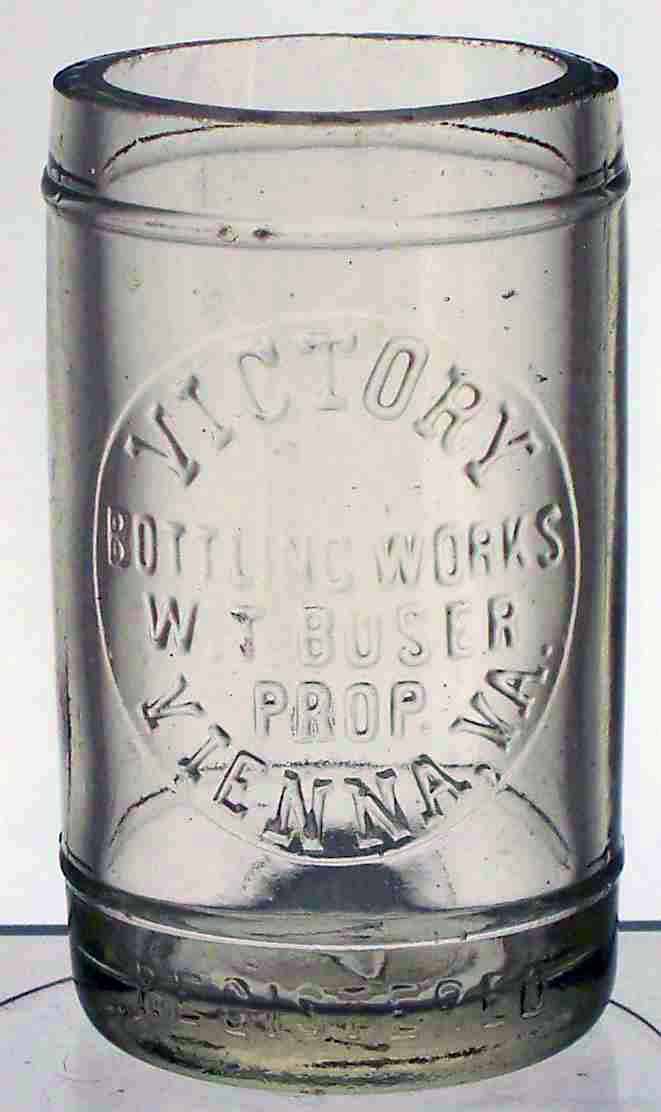 VICTORY
BOTTLING WORKS
W. T. BUSER
PROP.
VIENNA, VA.
REGISTERED